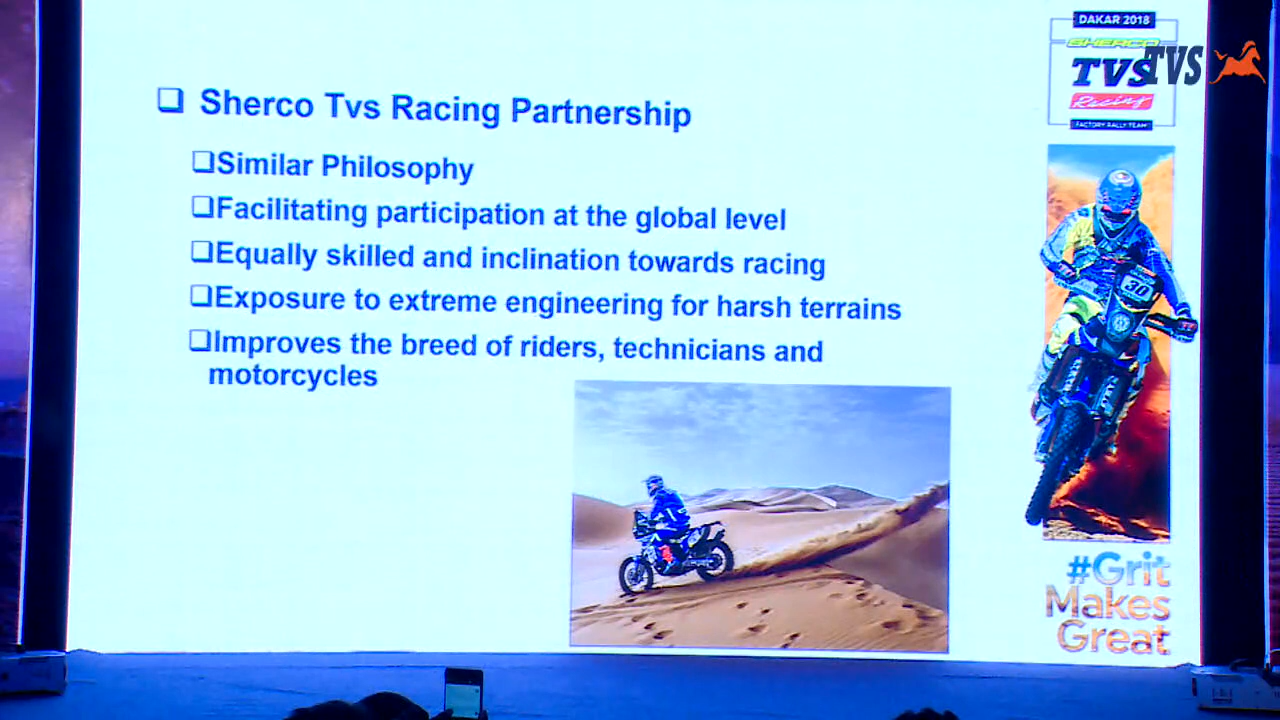 DAKAR 2018
SHERCO
TVS
TVS
Racing
FACTORY RALLY TEAM
❑ Sherco Tvs Racing Partnership
❑Similar Philosophy
❑Facilitating participation at the global level
❑Equally skilled and inclination towards racing
❑Exposure to extreme engineering for harsh terrains
❑Improves the breed of riders, technicians and
motorcycles
30
#Grit
Makes
Great